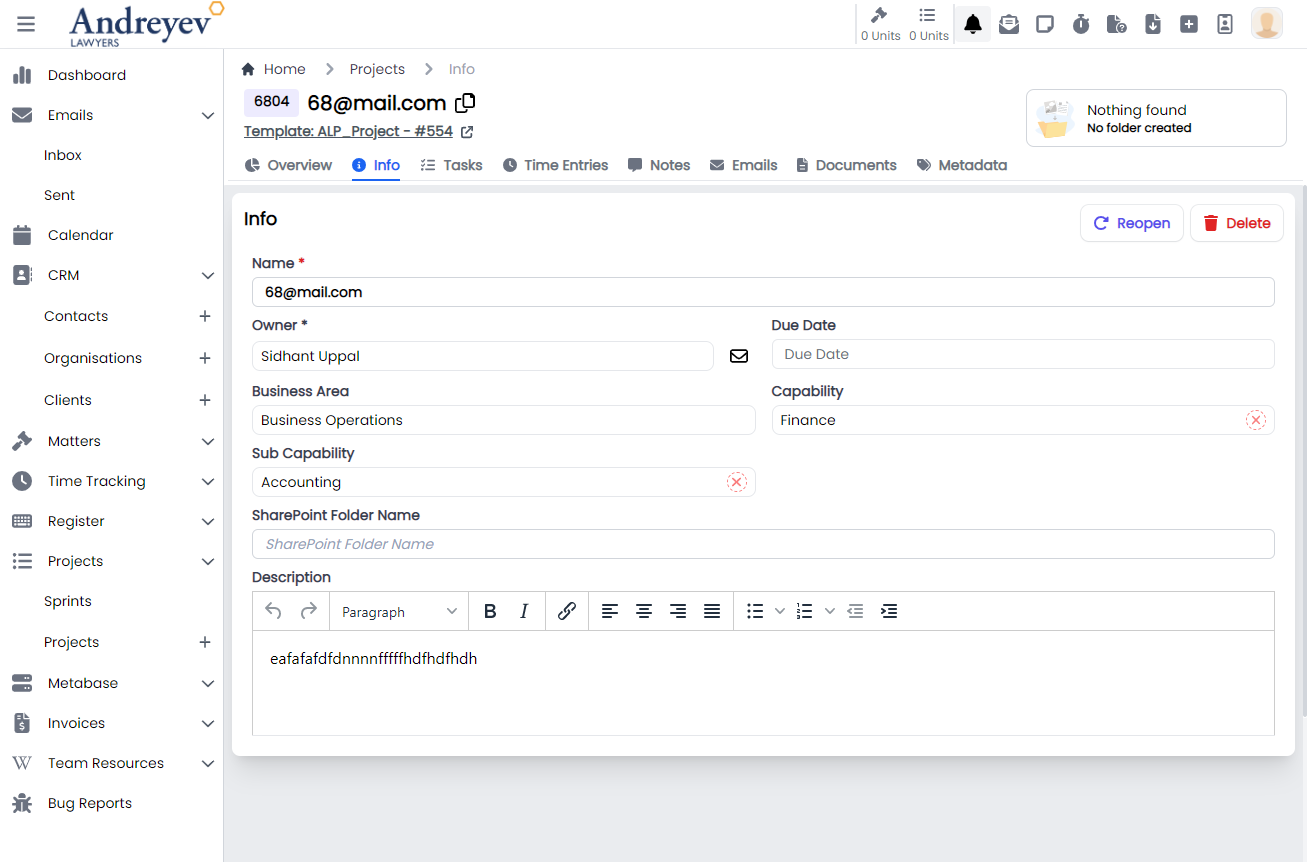 Andreyev
LAWYERS
0 Units 0 Units
Dashboard
Emails
Inbox
Sent
Calendar
CRM
Contacts
Organisations
Clients
Matters
Time Tracking
Register
Projects
Sprints
Projects
Metabase
Invoices
Team Resources
Bug Reports
Home Projects Info
6804 68@mail.com
Template: ALP_Project - #554
Nothing found
No folder created
Overview Info Tasks Time Entries Notes Emails Documents Metadata
Info
Reopen Delete
Name *
68@mail.com
Owner * Due Date
Sidhant Uppal Due Date
Business Area Capability
Business Operations Finance
Sub Capability
Accounting
SharePoint Folder Name
SharePoint Folder Name
Description
Paragraph B I
eafafafdfdnnnnfffffhdfhdfhdh